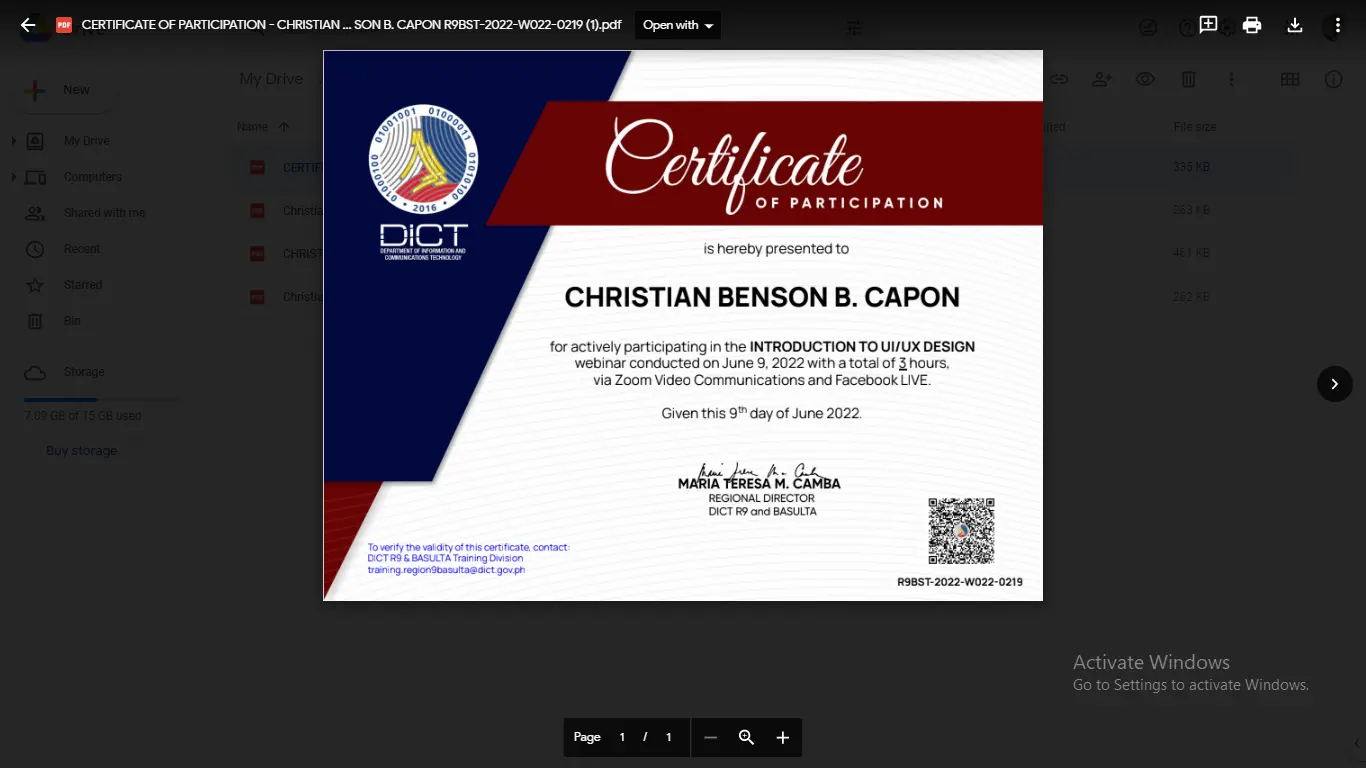 CERTIFICATE OF PARTICIPATION - CHRISTIAN ... SON B. CAPON R9BST-2022-W022-0219 (1).pdf
Open with
My Drive
New
Name
File size
My Drive
CERTIF
335 KB
Computers
Shared with me
Christia
263 KB
Recent
CHRIST
461 KB
Starred
Christia
262 KB
Bin
Storage
7.09 GB of 15 GB used
Buy storage
01001001 01000011
01000100
01010100
• 2016 •
DICT
DEPARTMENT OF INFORMATION AND
COMMUNICATIONS TECHNOLOGY
Certificate
OF PARTICIPATION
is hereby presented to
CHRISTIAN BENSON B. CAPON
for actively participating in the INTRODUCTION TO UI/UX DESIGN
webinar conducted on June 9, 2022 with a total of 3 hours,
via Zoom Video Communications and Facebook LIVE.
Given this 9th day of June 2022.
MARIA TERESA M. CAMBA
REGIONAL DIRECTOR
DICT R9 and BASULTA
To verify the validity of this certificate, contact:
DICT R9 & BASULTA Training Division
training.region9basulta@dict.gov.ph
R9BST-2022-W022-0219
Activate Windows
Go to Settings to activate Windows.
Page 1 / 1